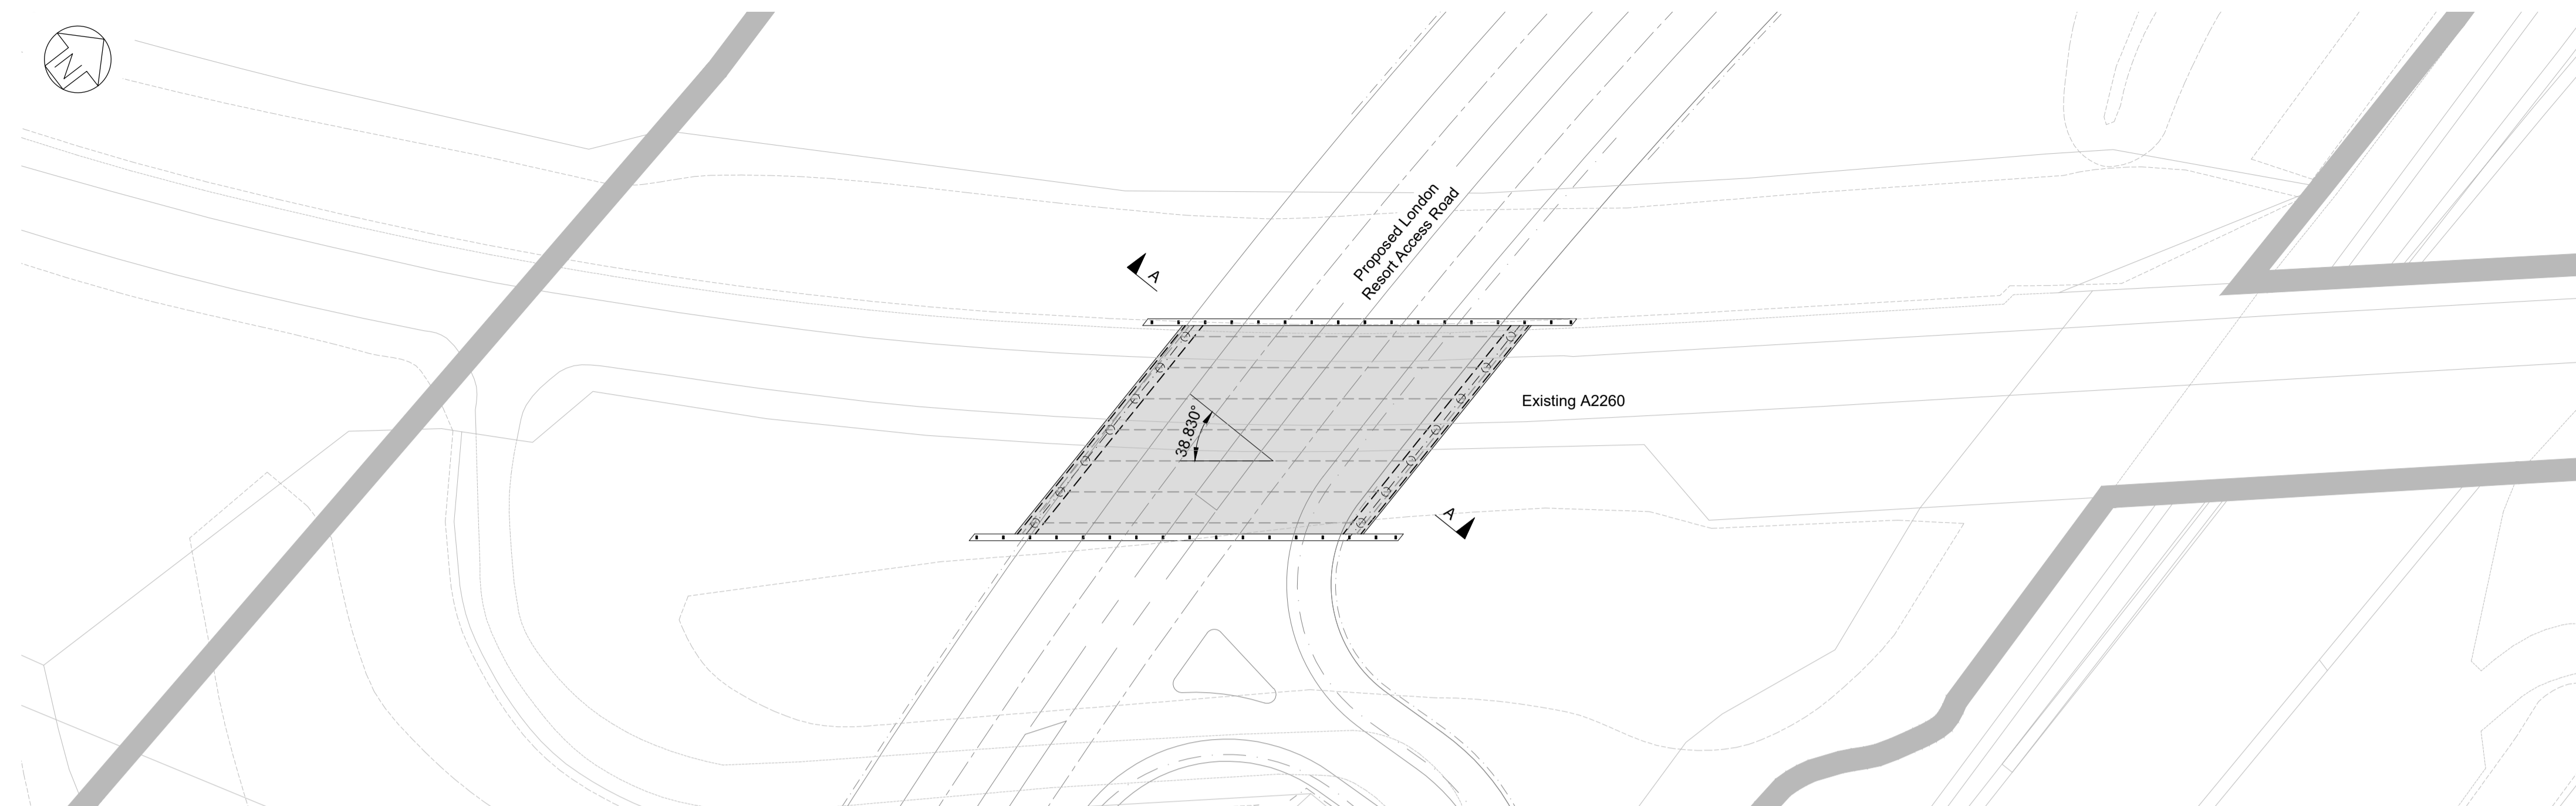 N
A
Proposed London
Resort Access Road
Existing A2260
38.830°
A